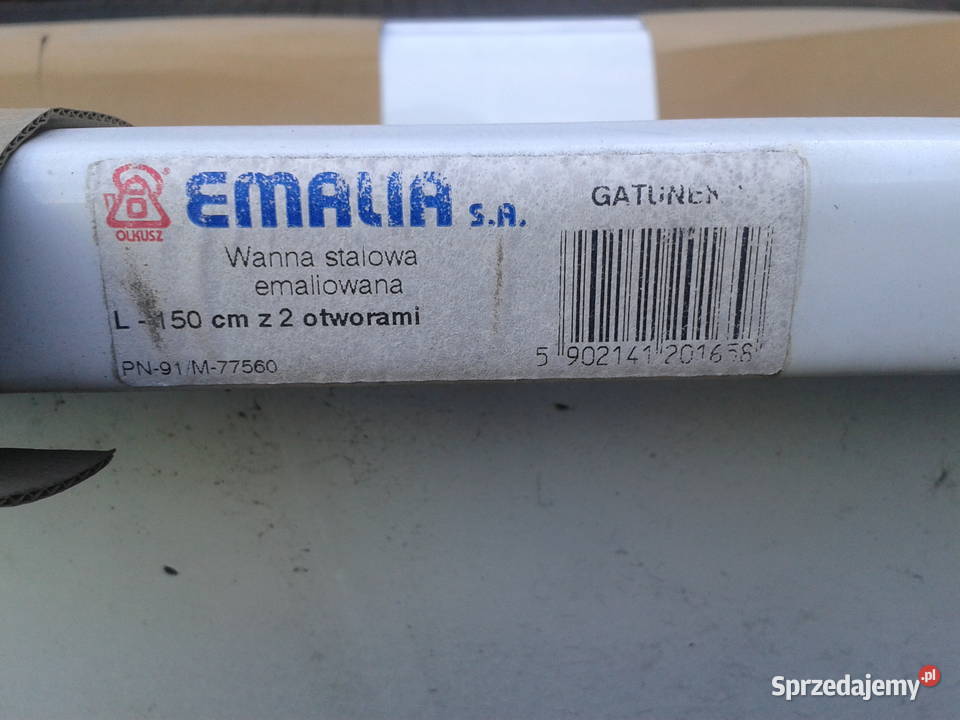 OLKUSZ
EMALIA S.A.
Wanna stalowa
emaliowana
L - 150 cm z 2 otworami
PN-91/M-77560
GATUNEK
5 902141 201658
Sprzedajemy.pl